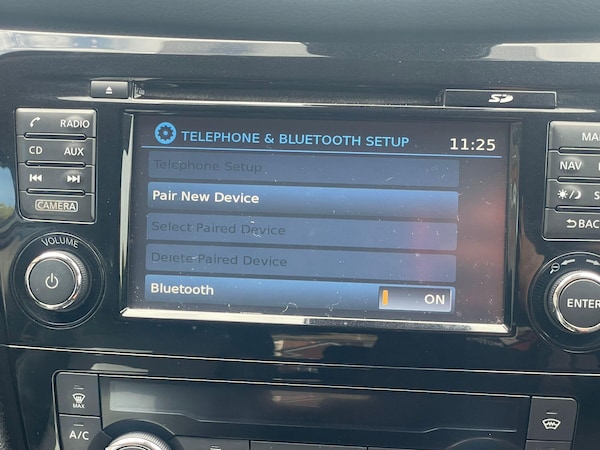 RADIO
CD AUX
CAMERA
VOLUME
TELEPHONE & BLUETOOTH SETUP 11:25
Telephone Setup
Pair New Device
Select Paired Device
Delete Paired Device
Bluetooth ON
SD
NAV
BACK
ENTER
MAX
A/C